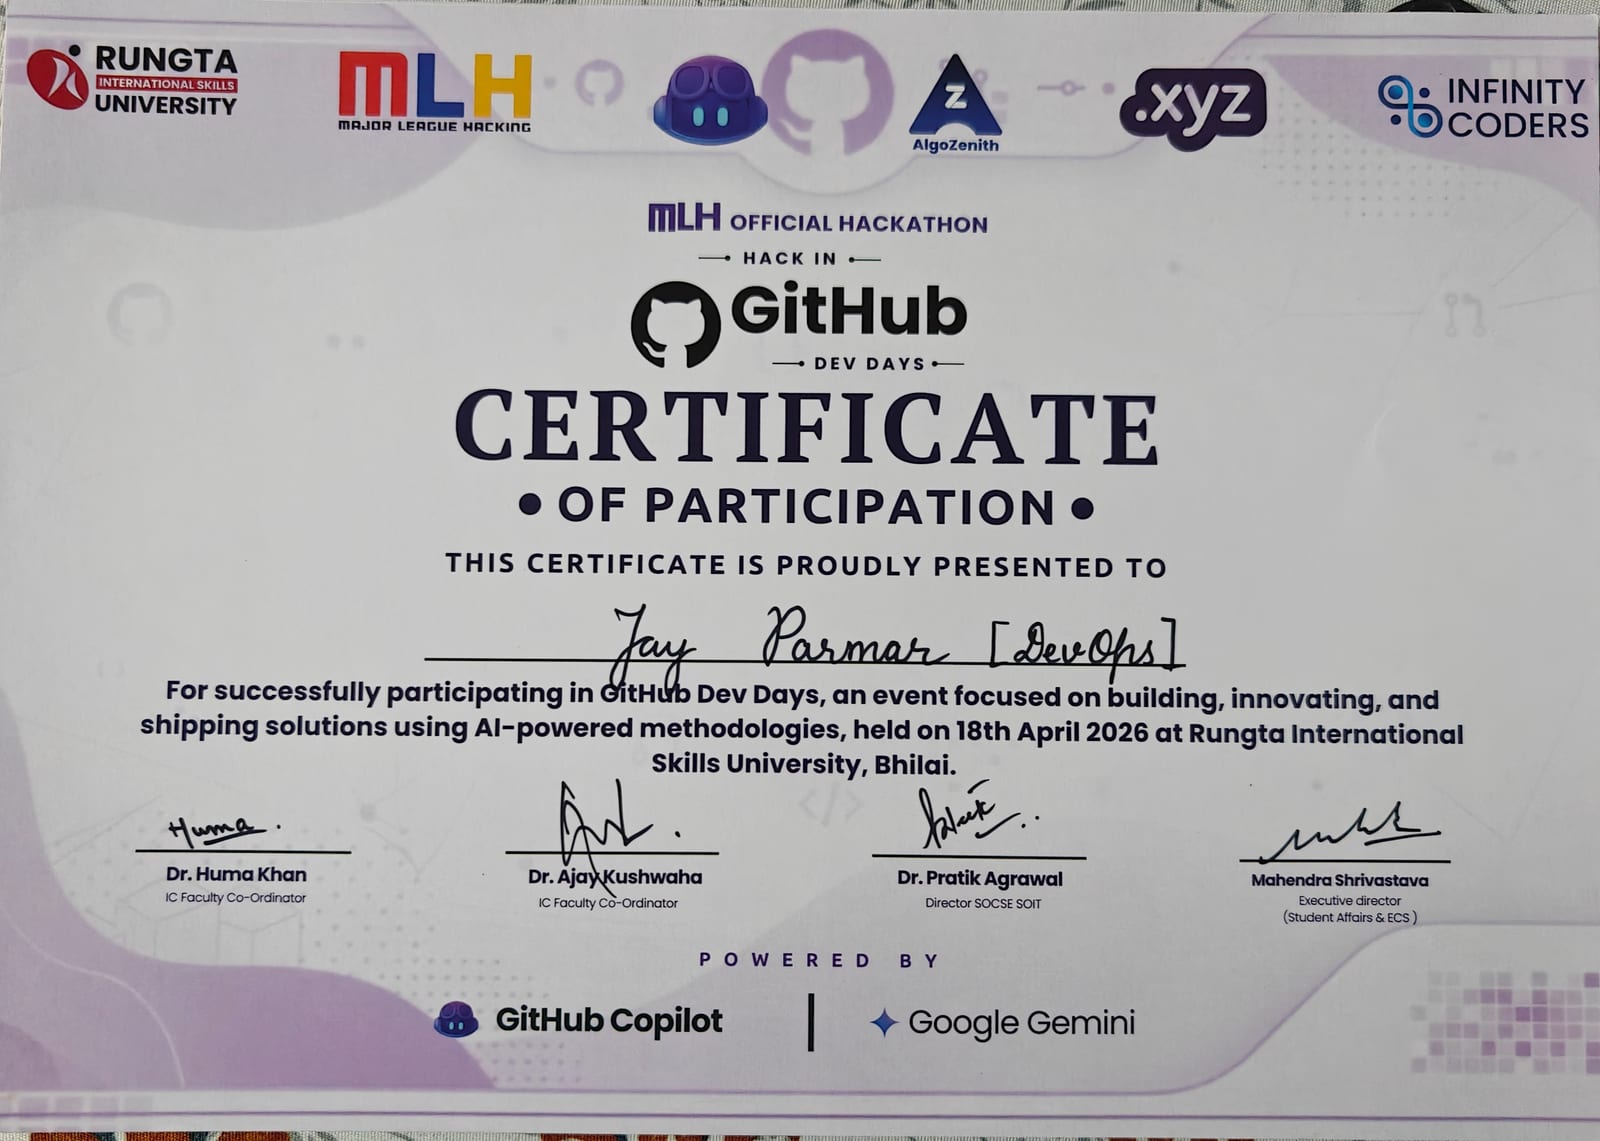 RUNGTA
INTERNATIONAL SKILLS
UNIVERSITY
MLH
MAJOR LEAGUE HACKING
Z
AlgoZenith
.xyz
INFINITY
CODERS
MLH OFFICIAL HACKATHON
HACK IN
GitHub
DEV DAYS
CERTIFICATE
• OF PARTICIPATION •
THIS CERTIFICATE IS PROUDLY PRESENTED TO
Jay Parmar [DevOps]
For successfully participating in GitHub Dev Days, an event focused on building, innovating, and
shipping solutions using AI-powered methodologies, held on 18th April 2026 at Rungta International
Skills University, Bhilai.
Huma
Dr. Huma Khan
IC Faculty Co-Ordinator
Dr. Ajay Kushwaha
IC Faculty Co-Ordinator
Dr. Pratik Agrawal
Director SOCSE SOIT
Mahendra Shrivastava
Executive director
(Student Affairs & ECS )
POWERED BY
GitHub Copilot | Google Gemini